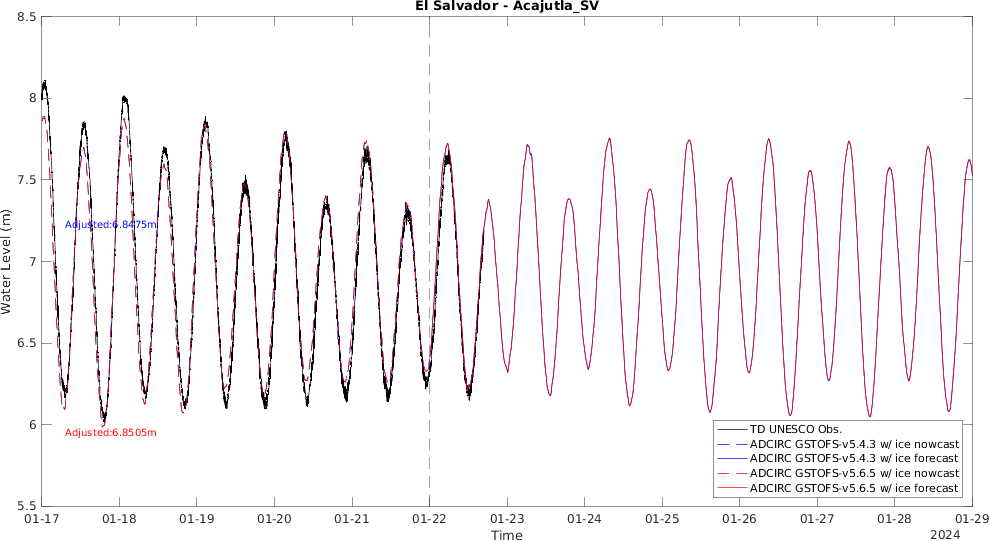 El Salvador - Acajutla_SV
8.5
8
7.5
7
6.5
6
5.5
Water Level (m)
Adjusted:6.8475m
Adjusted:6.8505m
TD UNESCO Obs.
ADCIRC GSTOFS-v5.4.3 w/ ice nowcast
ADCIRC GSTOFS-v5.4.3 w/ ice forecast
ADCIRC GSTOFS-v5.6.5 w/ ice nowcast
ADCIRC GSTOFS-v5.6.5 w/ ice forecast
01-17 01-18 01-19 01-20 01-21 01-22 01-23 01-24 01-25 01-26 01-27 01-28 01-29
Time
2024